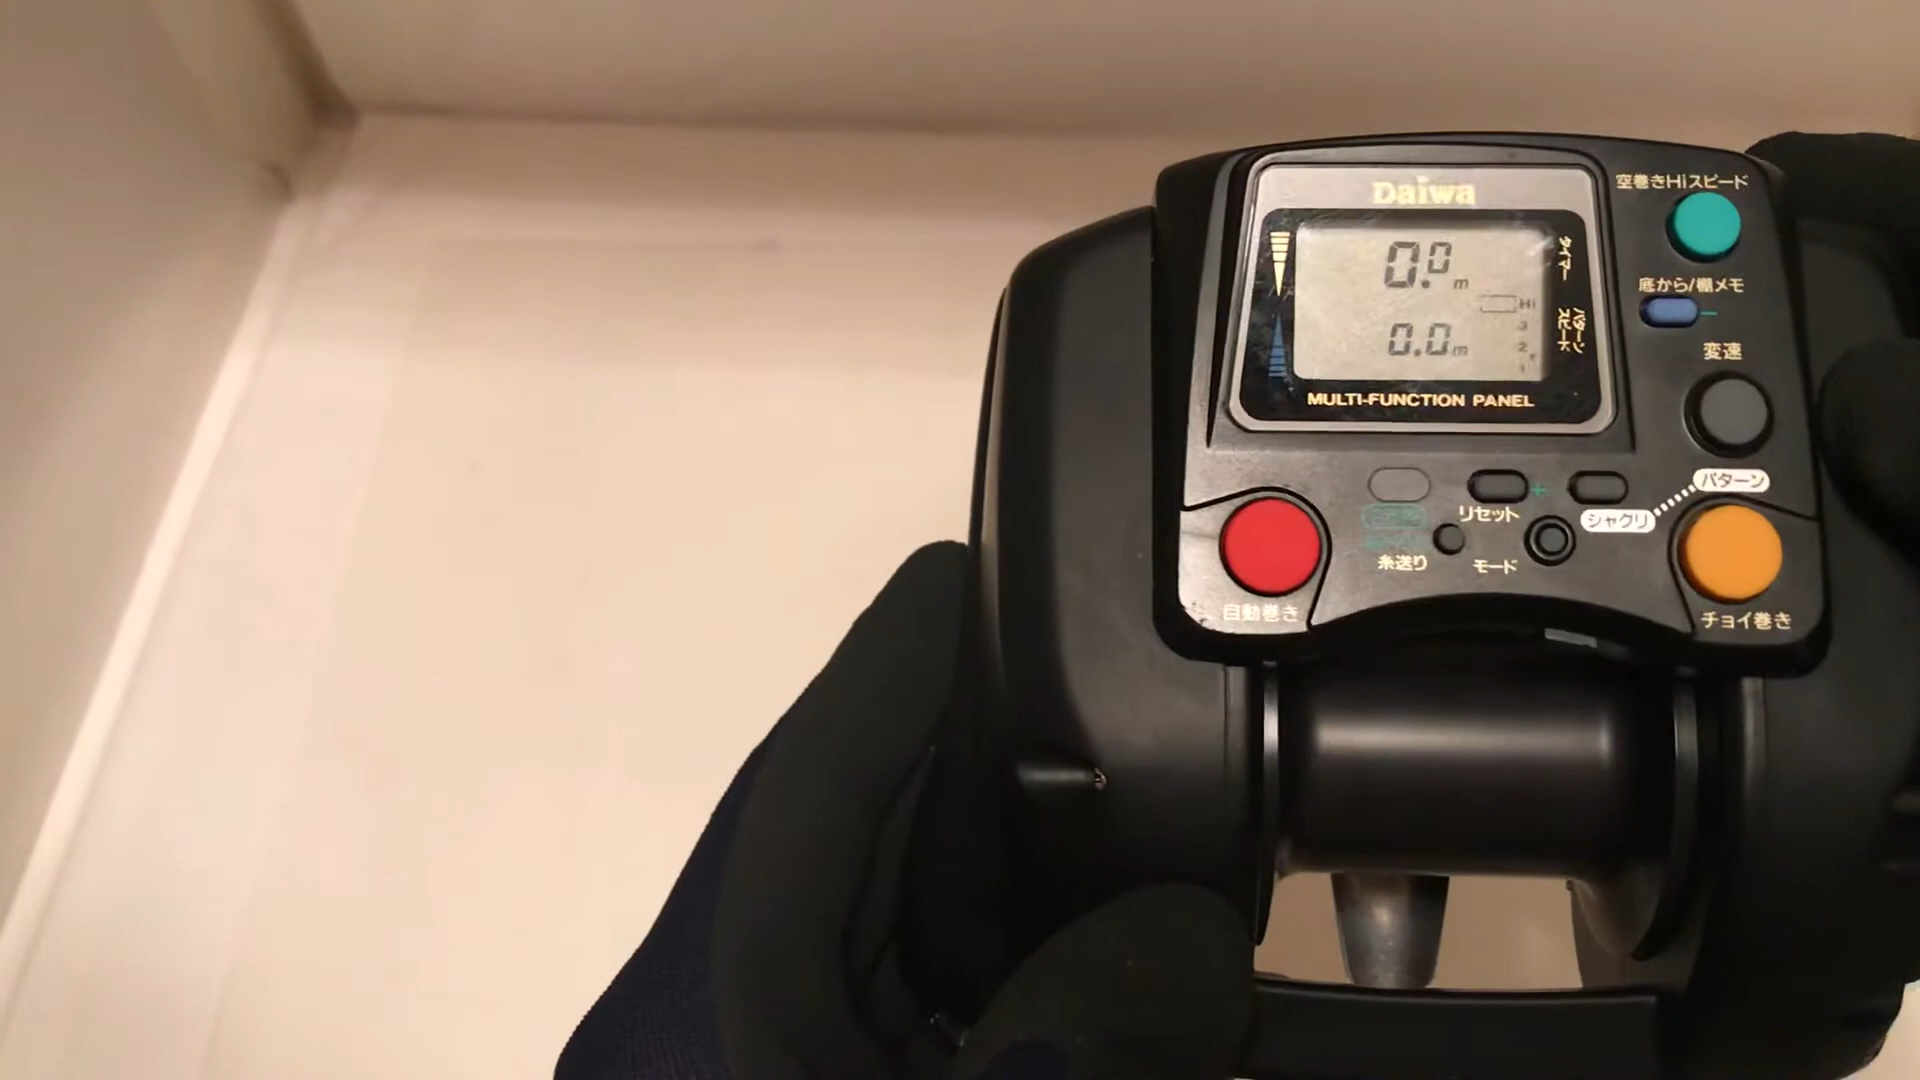 Daiwa
空巻きHiスピード
0.0m
タイマー
底から/棚メモ
−
Hi
3
2
1
パターン
スピード
0.0m
変速
MULTI-FUNCTION PANEL
パターン
+
リセット
シャクリ
糸送り
モード
自動巻き
チョイ巻き